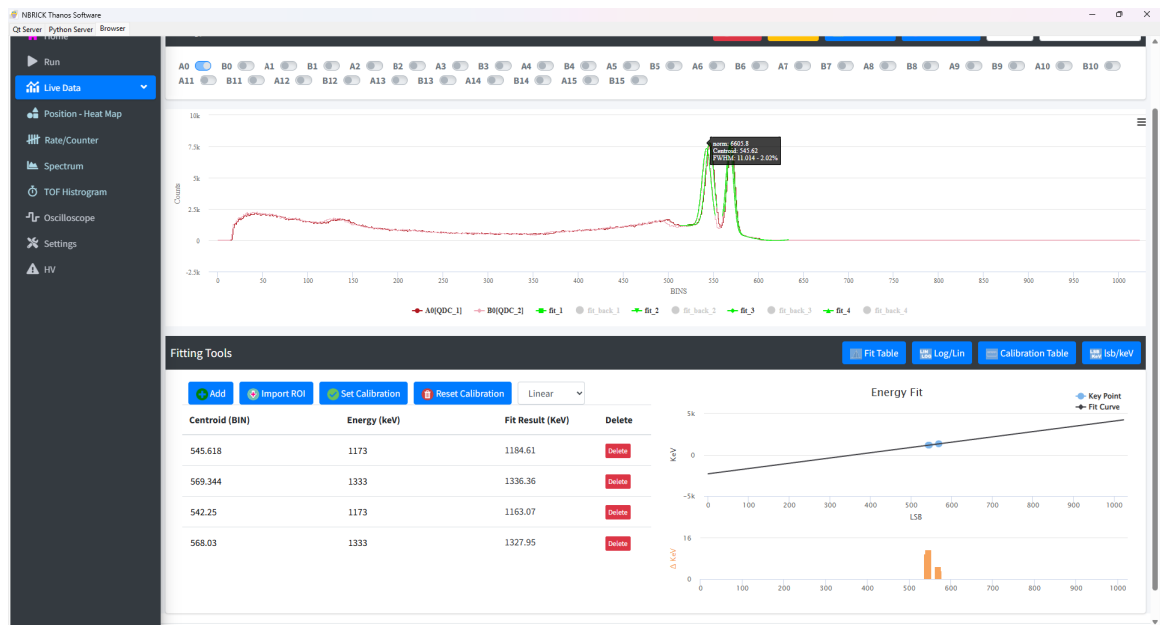 NBRICK Thanos Software
Qt Server Python Server Browser
Home
Run
Live Data
Position - Heat Map
Rate/Counter
Spectrum
TOF Histrogram
Oscilloscope
Settings
HV
A0 B0 A1 B1 A2 B2 A3 B3 A4 B4 A5 B5 A6 B6 A7 B7 A8 B8 A9 B9 A10 B10
A11 B11 A12 B12 A13 B13 A14 B14 A15 B15
10k
7.5k
5k
2.5k
0
-2.5k
Counts
norm: 6605.8
Centroid: 545.62
FWHM: 11.014 - 2.02%
0 50 100 150 200 250 300 350 400 450 500 550 600 650 700 750 800 850 900 950 1000
BINS
A0[QDC_1] B0[QDC_2] fit_1 fit_back_1 fit_2 fit_back_2 fit_3 fit_back_3 fit_4 fit_back_4
Fitting Tools
Fit Table Log/Lin Calibration Table lsb/keV
Add Import ROI Set Calibration Reset Calibration Linear
Centroid (BIN) Energy (keV) Fit Result (KeV) Delete
545.618 1173 1184.61 Delete
569.344 1333 1336.36 Delete
542.25 1173 1163.07 Delete
568.03 1333 1327.95 Delete
Energy Fit
Key Point
Fit Curve
5k
0
-5k
KeV
0 100 200 300 400 500 600 700 800 900 1000
LSB
16
0
Δ KeV
0 100 200 300 400 500 600 700 800 900 1000